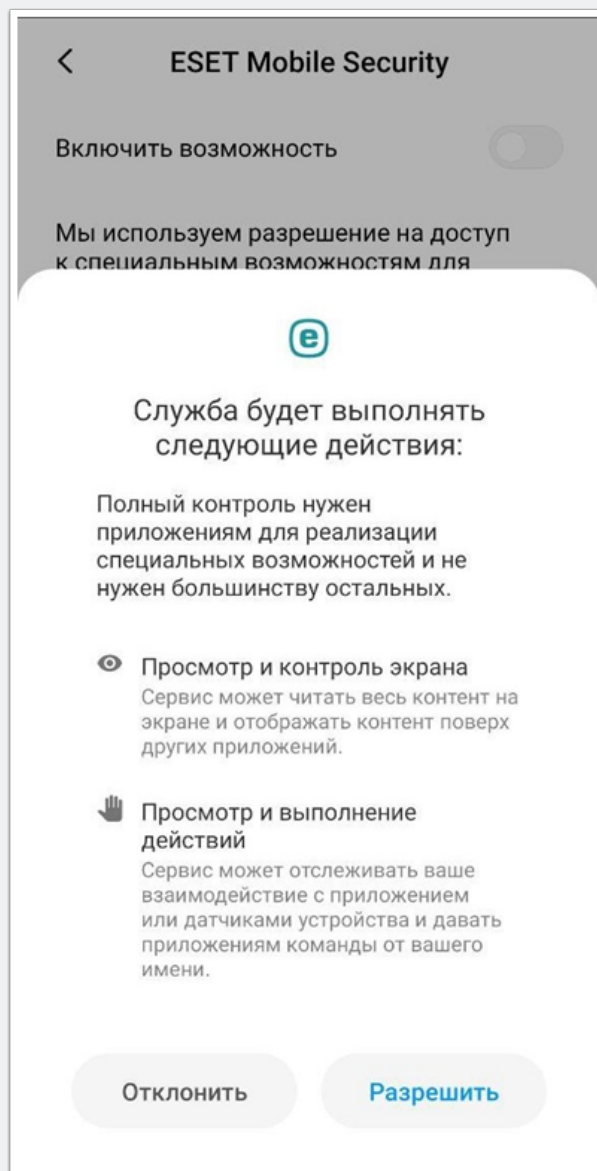 ESET Mobile Security
Включить возможность
Мы используем разрешение на доступ
к специальным возможностям для
Служба будет выполнять
следующие действия:
Полный контроль нужен
приложениям для реализации
специальных возможностей и не
нужен большинству остальных.
Просмотр и контроль экрана
Сервис может читать весь контент на
экране и отображать контент поверх
других приложений.
Просмотр и выполнение
действий
Сервис может отслеживать ваше
взаимодействие с приложением
или датчиками устройства и давать
приложениям команды от вашего
имени.
Отклонить
Разрешить